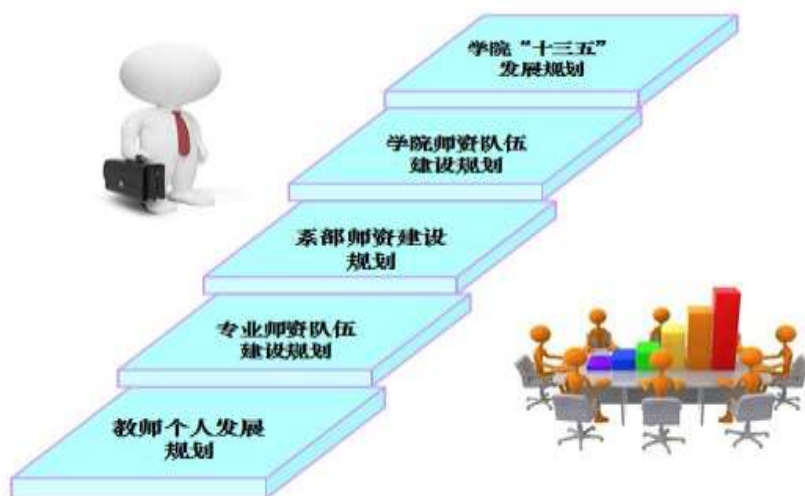 学院“十三五”
发展规划
学院师资队伍
建设规划
系部师资建设
规划
专业师资队伍
建设规划
教师个人发展
规划